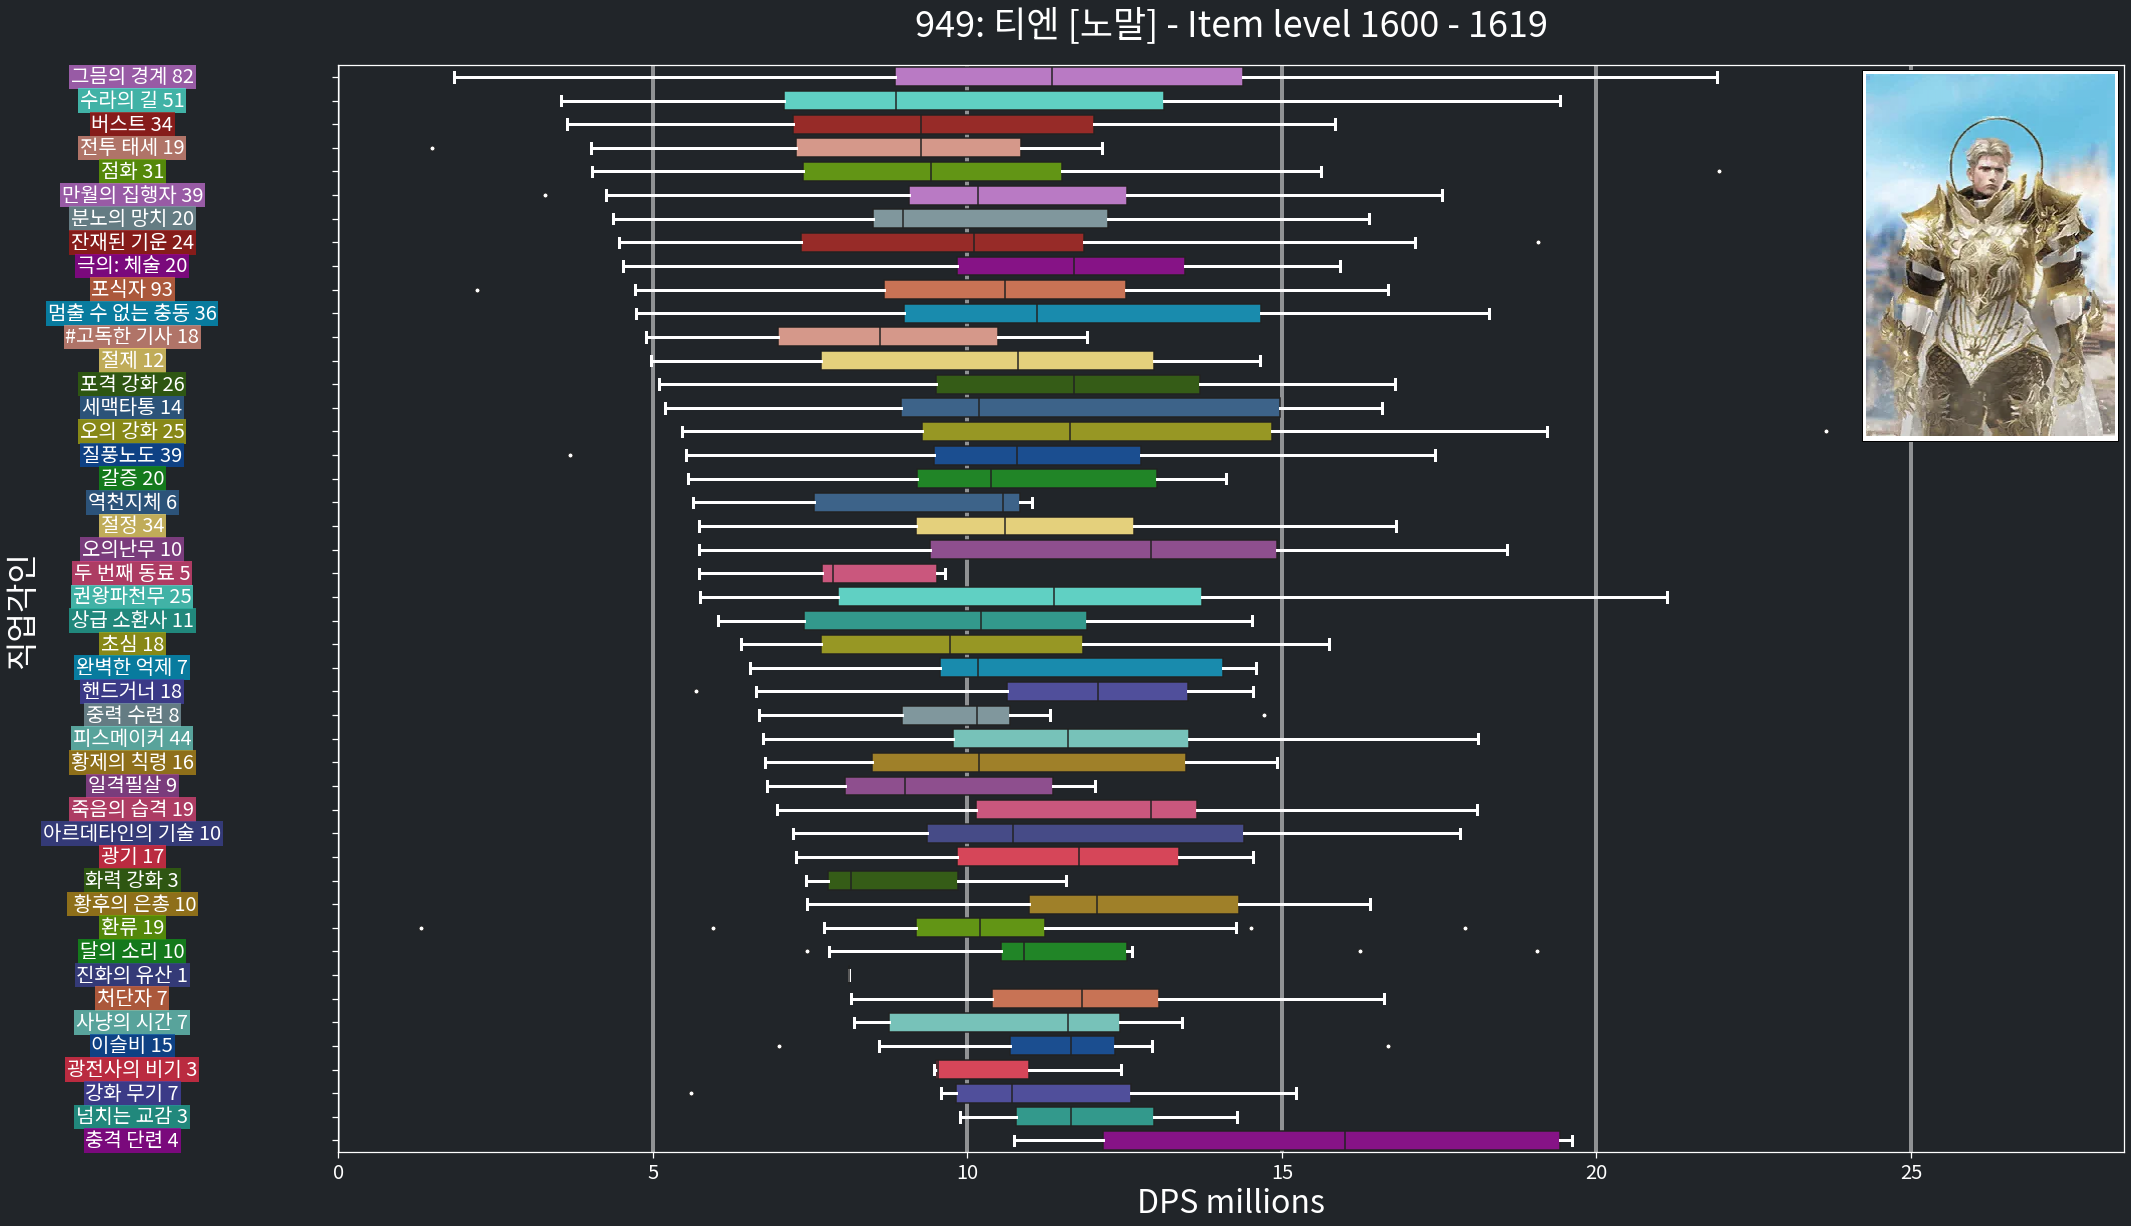 949: 티엔 [노말] - Item level 1600 - 1619
그믐의 경계 82
수라의 길 51
버스트 34
전투 태세 19
점화 31
만월의 집행자 39
분노의 망치 20
잔재된 기운 24
극의: 체술 20
포식자 93
멈출 수 없는 충동 36
#고독한 기사 18
절제 12
포격 강화 26
세맥타통 14
오의 강화 25
질풍노도 39
갈증 20
역천지체 6
절정 34
오의난무 10
두 번째 동료 5
권왕파천무 25
상급 소환사 11
초심 18
완벽한 억제 7
핸드거너 18
중력 수련 8
피스메이커 44
황제의 칙령 16
일격필살 9
죽음의 습격 19
아르데타인의 기술 10
광기 17
화력 강화 3
황후의 은총 10
환류 19
달의 소리 10
진화의 유산 1
처단자 7
사냥의 시간 7
이슬비 15
광전사의 비기 3
강화 무기 7
넘치는 교감 3
충격 단련 4
직업각인
0 5 10 15 20 25
DPS millions